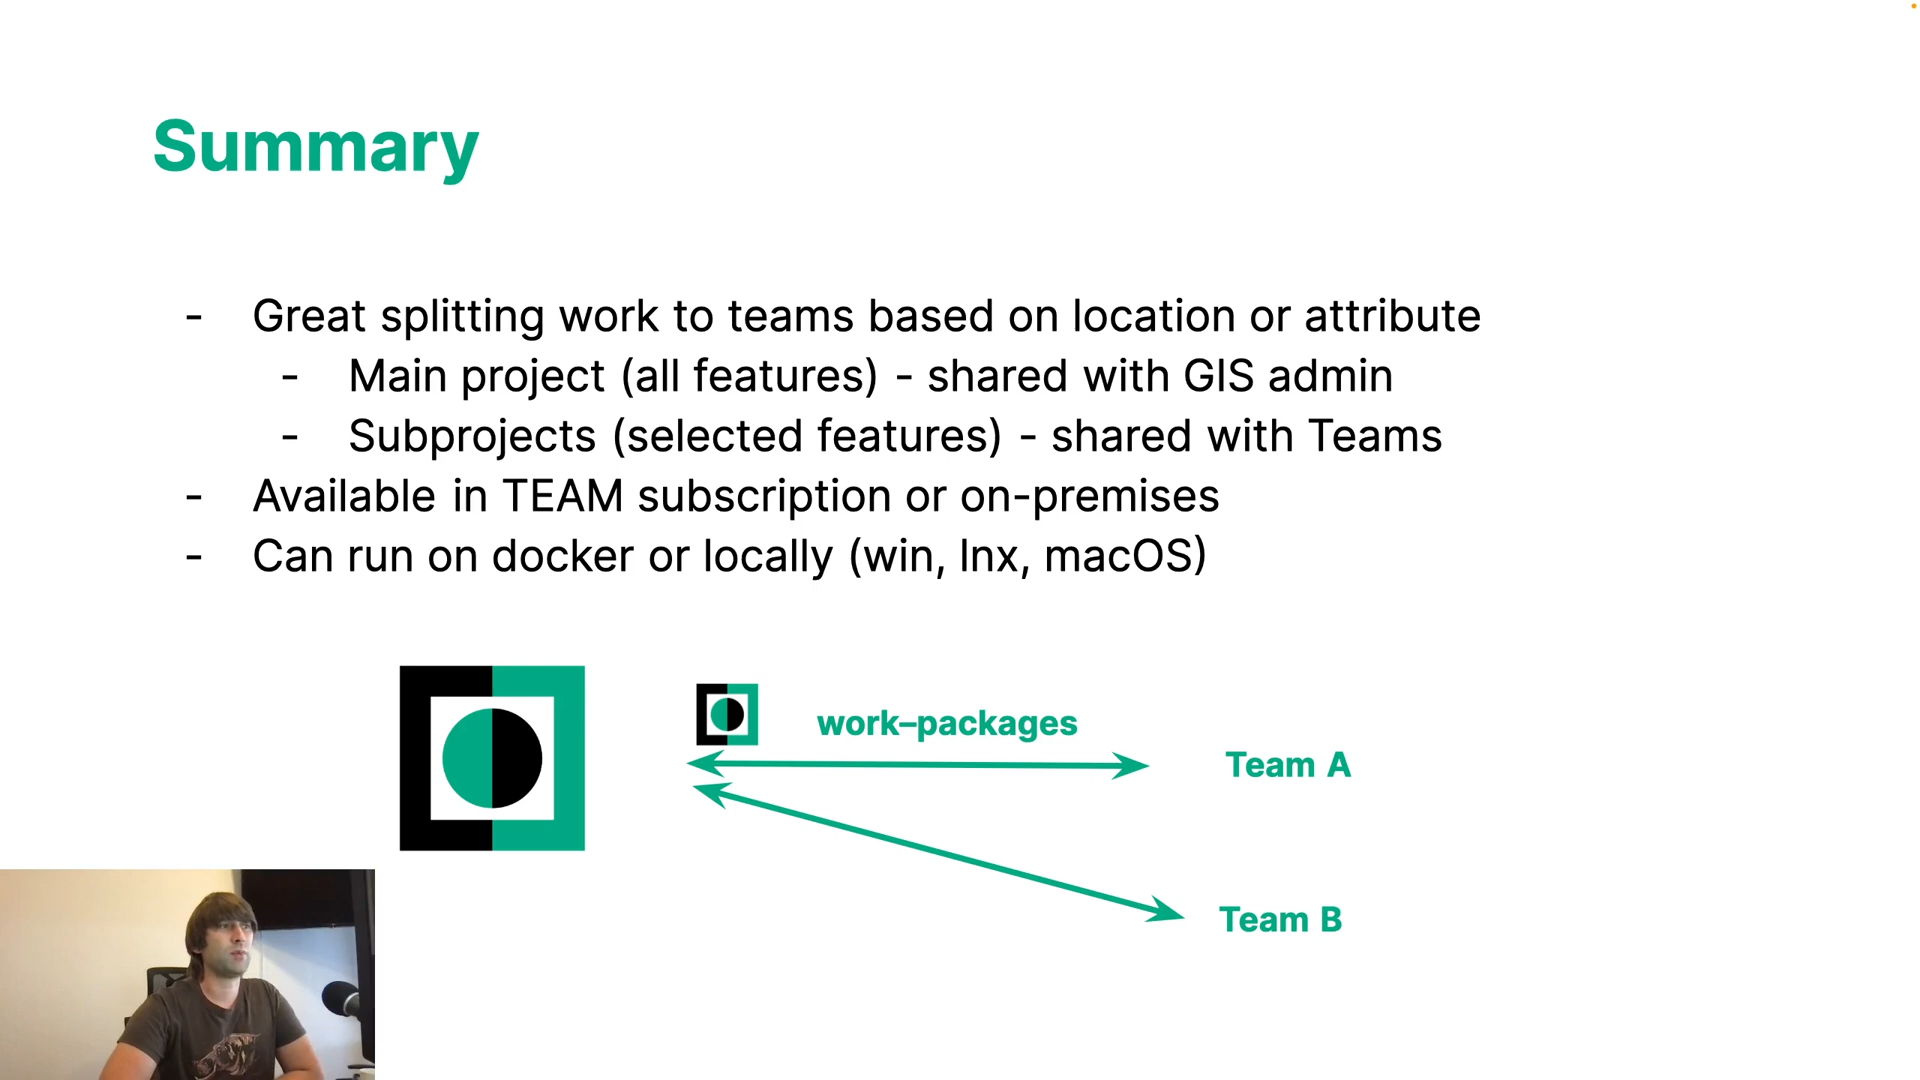 Summary
- Great splitting work to teams based on location or attribute
- Main project (all features) - shared with GIS admin
- Subprojects (selected features) - shared with Teams
- Available in TEAM subscription or on-premises
- Can run on docker or locally (win, lnx, macOS)
work–packages
Team A
Team B